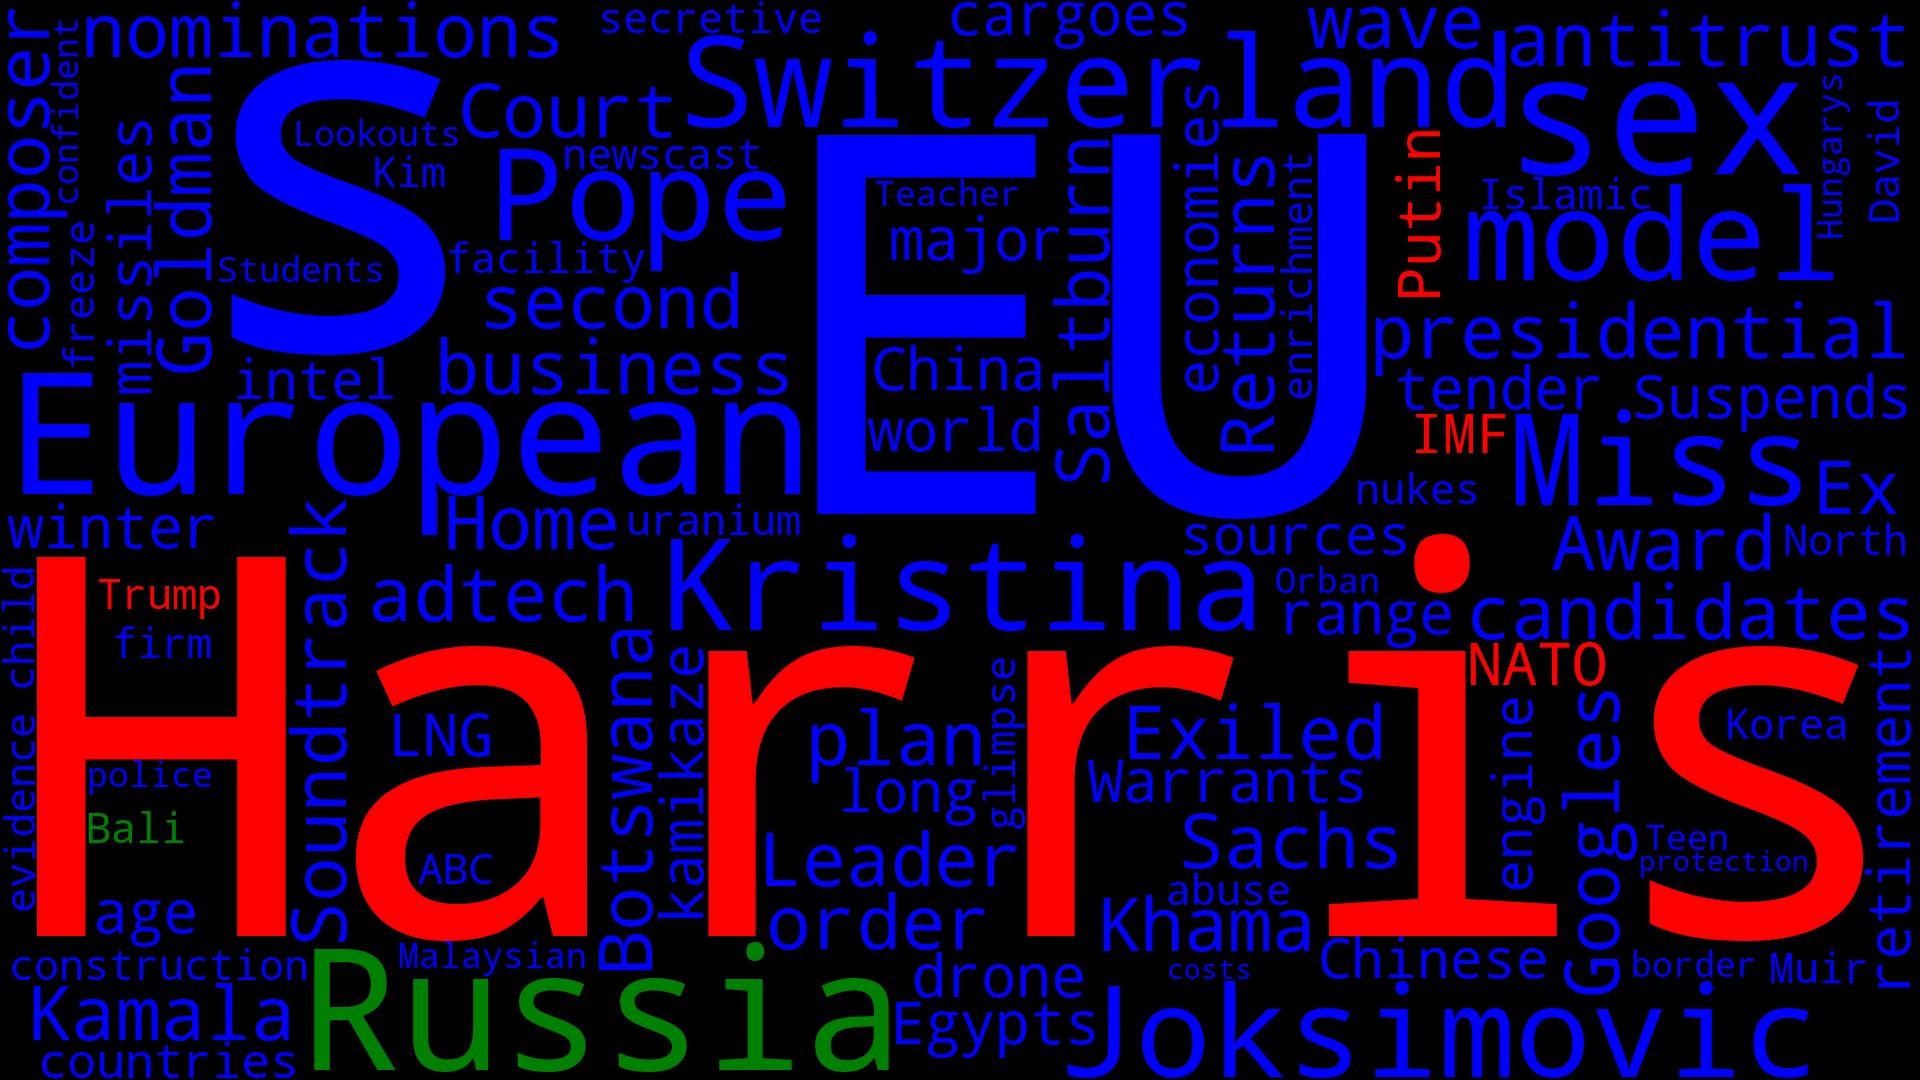 nominations
secretive
cargoes
wave
antitrust
composer
confident
Goldman
S
Switzerland
sex
Hungarys
David
Court
Lookouts
Kim
newscast
Pope
missiles
freeze
EU
Teacher
major
Saltburn
economies
Returns
enrichment
Putin
Islamic
model
Students
facility
second
presidential
business
intel
China
tender
Suspends
European
world
IMF
Miss
Ex
nukes
winter
Home
uranium
Soundtrack
sources
Award
North
Harris
Kristina
Trump
adtech
Orban
range
candidates
child
firm
Botswana
kamikaze
glimpse
NATO
retirement
evidence
LNG
plan
Exiled
engine
Googles
Korea
police
long
Warrants
Bali
ABC
Leader
Sachs
Teen
protection
abuse
age
order
Khama
construction
Malaysian
Russia
drone
costs
Chinese
border
Muir
Kamala
Egypts
Joksimovic
countries